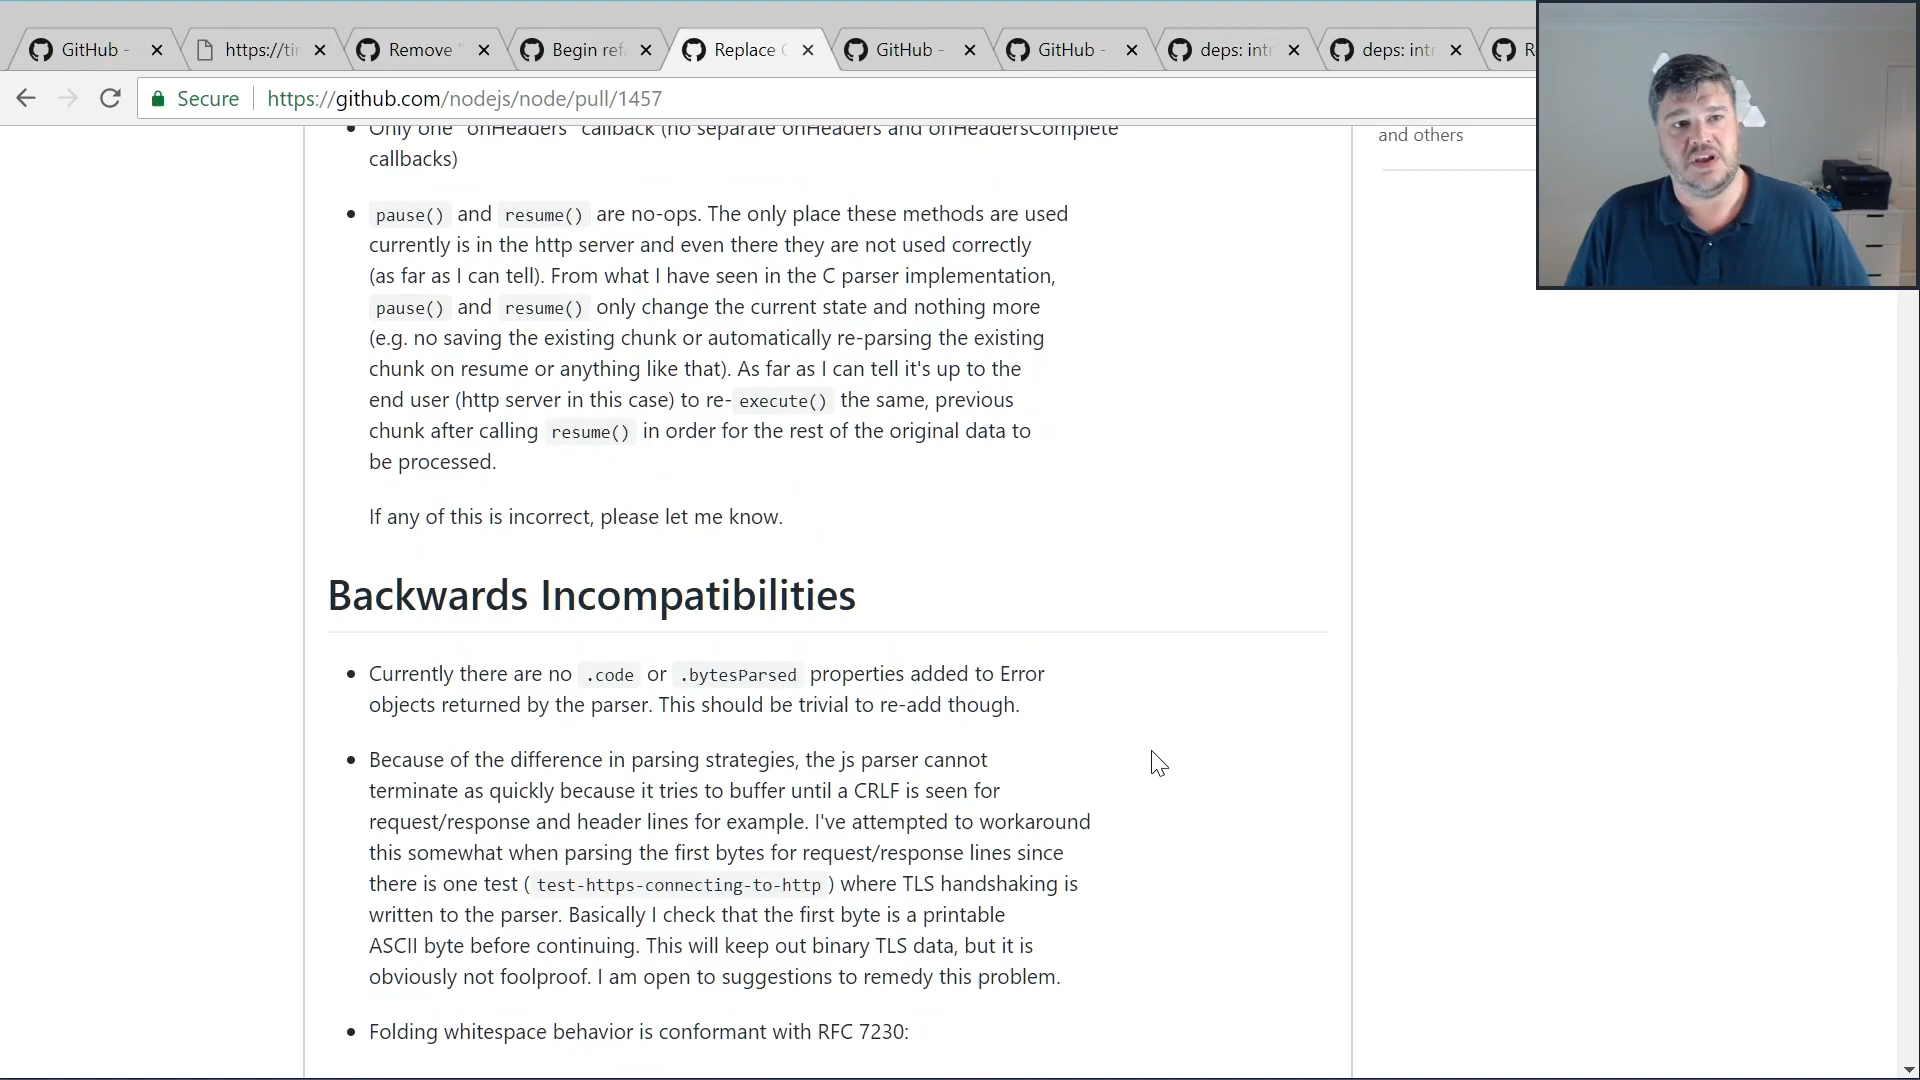 GitHub -
https://tin
Remove "
Begin ref
Replace C
GitHub -
GitHub -
deps: intr
deps: intr
R
Secure
https://github.com/nodejs/node/pull/1457
Only one "onHeaders" callback (no separate onHeaders and onHeadersComplete
callbacks)
and others
pause() and resume() are no-ops. The only place these methods are used
currently is in the http server and even there they are not used correctly
(as far as I can tell). From what I have seen in the C parser implementation,
pause() and resume() only change the current state and nothing more
(e.g. no saving the existing chunk or automatically re-parsing the existing
chunk on resume or anything like that). As far as I can tell it's up to the
end user (http server in this case) to re-execute() the same, previous
chunk after calling resume() in order for the rest of the original data to
be processed.
If any of this is incorrect, please let me know.
Backwards Incompatibilities
Currently there are no .code or .bytesParsed properties added to Error
objects returned by the parser. This should be trivial to re-add though.
Because of the difference in parsing strategies, the js parser cannot
terminate as quickly because it tries to buffer until a CRLF is seen for
request/response and header lines for example. I've attempted to workaround
this somewhat when parsing the first bytes for request/response lines since
there is one test (test-https-connecting-to-http) where TLS handshaking is
written to the parser. Basically I check that the first byte is a printable
ASCII byte before continuing. This will keep out binary TLS data, but it is
obviously not foolproof. I am open to suggestions to remedy this problem.
Folding whitespace behavior is conformant with RFC 7230: